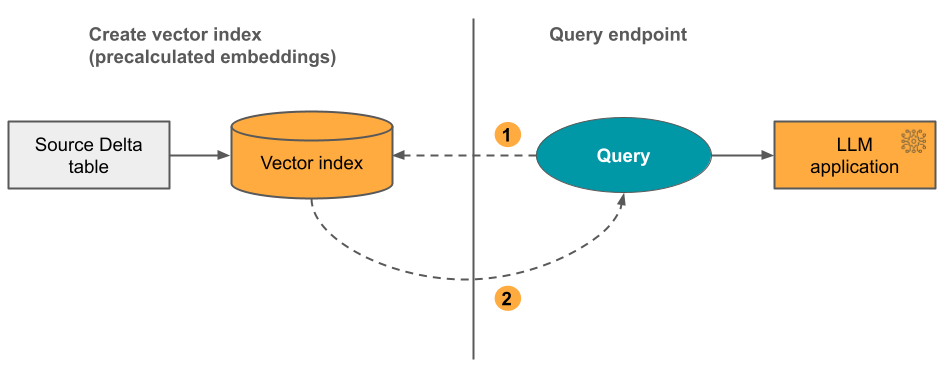 Create vector index
(precalculated embeddings)
Query endpoint
Source Delta
table
Vector index
1
Query
LLM
application
2